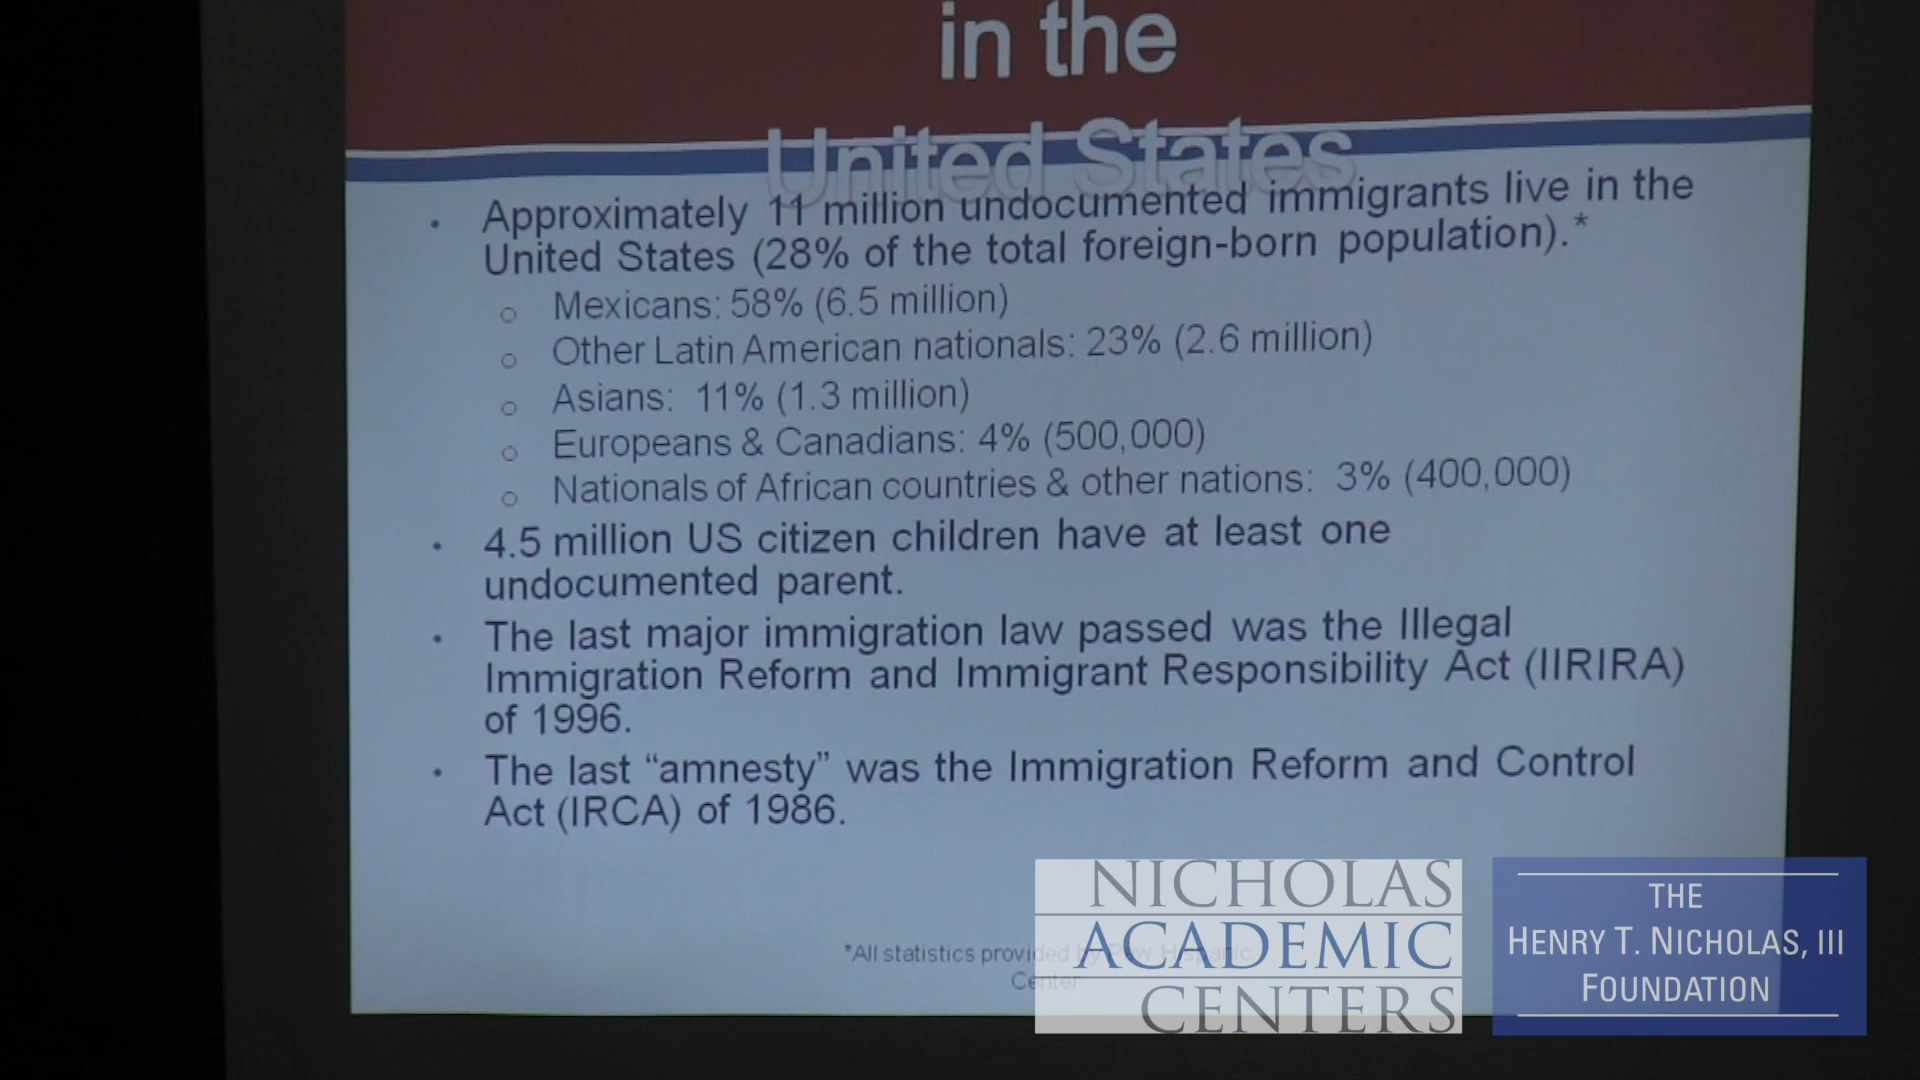 in the
United States
• Approximately 11 million undocumented immigrants live in the
United States (28% of the total foreign-born population).*
o Mexicans: 58% (6.5 million)
o Other Latin American nationals: 23% (2.6 million)
o Asians: 11% (1.3 million)
o Europeans & Canadians: 4% (500,000)
o Nationals of African countries & other nations: 3% (400,000)
• 4.5 million US citizen children have at least one
undocumented parent.
• The last major immigration law passed was the Illegal
Immigration Reform and Immigrant Responsibility Act (IIRIRA)
of 1996.
• The last “amnesty” was the Immigration Reform and Control
Act (IRCA) of 1986.
*All statistics provided by Pew Hispanic
Center
NICHOLAS
ACADEMIC
CENTERS
THE
HENRY T. NICHOLAS, III
FOUNDATION